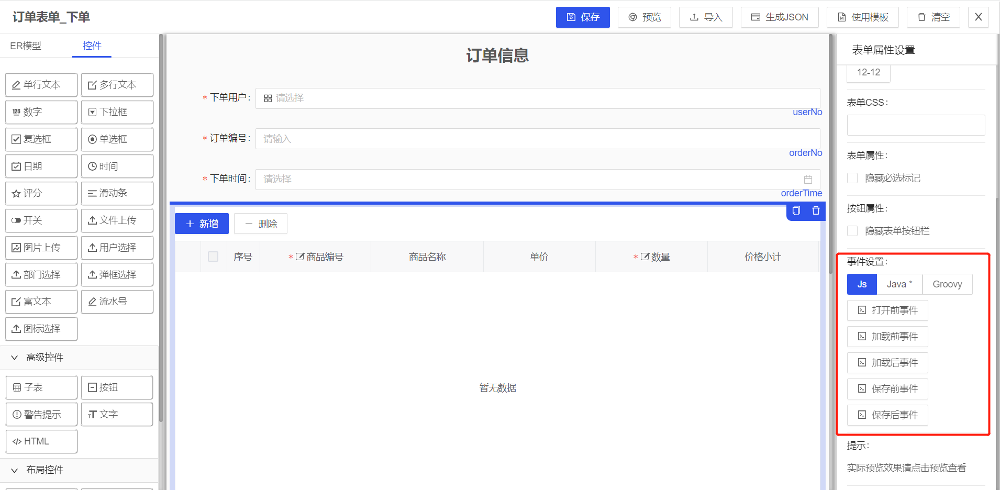 订单表单_下单
保存
预览
导入
生成JSON
使用模板
清空
X
ER模型
控件
单行文本
多行文本
123 数字
下拉框
复选框
单选框
日期
时间
评分
滑动条
开关
文件上传
图片上传
用户选择
部门选择
弹框选择
富文本
流水号
图标选择
高级控件
子表
按钮
警告提示
文字
HTML
布局控件
订单信息
* 下单用户:
请选择
userNo
* 订单编号:
请输入
orderNo
* 下单时间:
请选择
orderTime
新增
删除
序号
* 商品编号
商品名称
单价
* 数量
价格小计
暂无数据
表单属性设置
12-12
表单CSS:
表单属性:
隐藏必选标记
按钮属性:
隐藏表单按钮栏
事件设置:
Js
Java *
Groovy
打开前事件
加载前事件
加载后事件
保存前事件
保存后事件
提示:
实际预览效果请点击预览查看